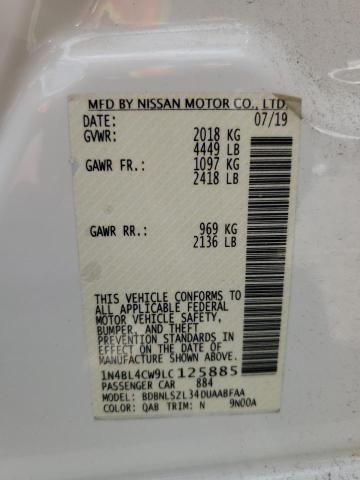 MFD BY NISSAN MOTOR CO., LTD.
DATE: 07/19
GVWR: 2018 KG
4449 LB
GAWR FR.: 1097 KG
2418 LB
GAWR RR.: 969 KG
2136 LB
THIS VEHICLE CONFORMS TO
ALL APPLICABLE FEDERAL
MOTOR VEHICLE SAFETY,
BUMPER, AND THEFT
PREVENTION STANDARDS IN
EFFECT ON THE DATE OF
MANUFACTURE SHOWN ABOVE.
1N4BL4CW9LC125885
PASSENGER CAR 884
MODEL: BDBNLSZL34DUAABFAA
COLOR: QAB TRIM: N 9N00A